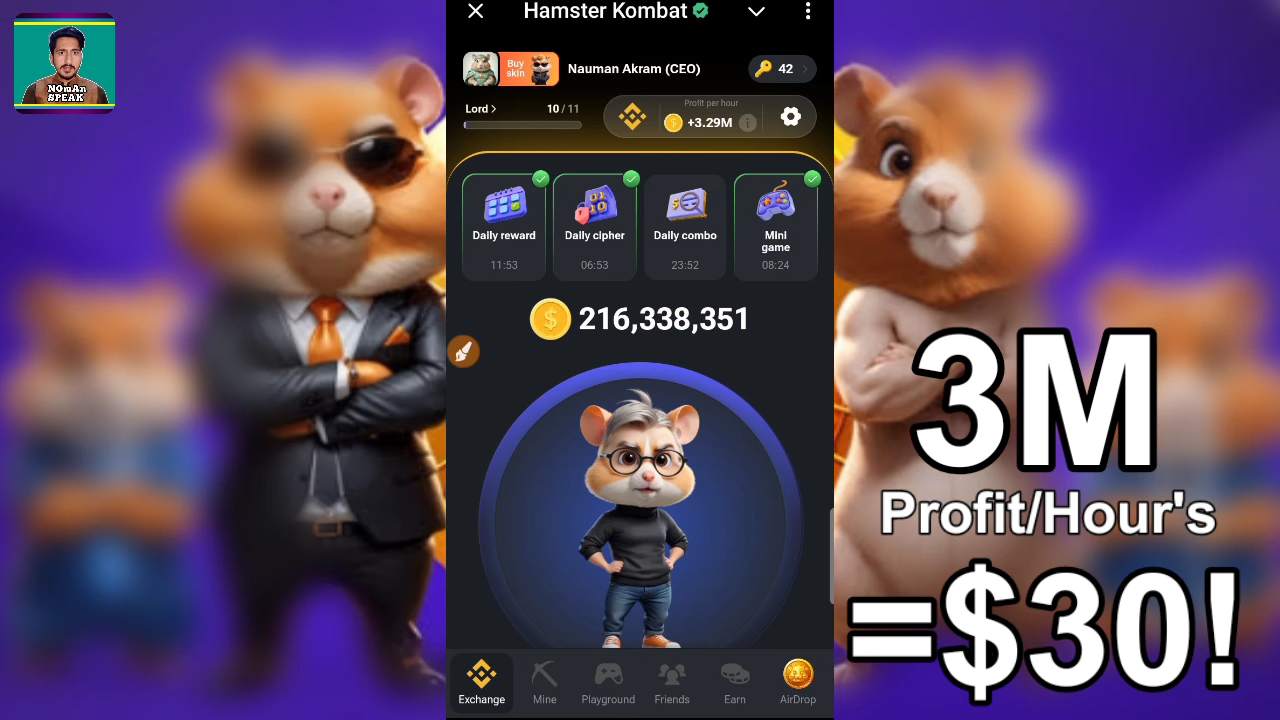 NOmAn
SPEAK
Hamster Kombat
Buy
skin
Nauman Akram (CEO)
42
Lord
10 / 11
Profit per hour
+3.29M
Daily reward
11:53
Daily cipher
06:53
Daily combo
23:52
Mini
game
08:24
216,338,351
3M
Profit/Hour's
=$30!
Exchange
Mine
Playground
Friends
Earn
AirDrop